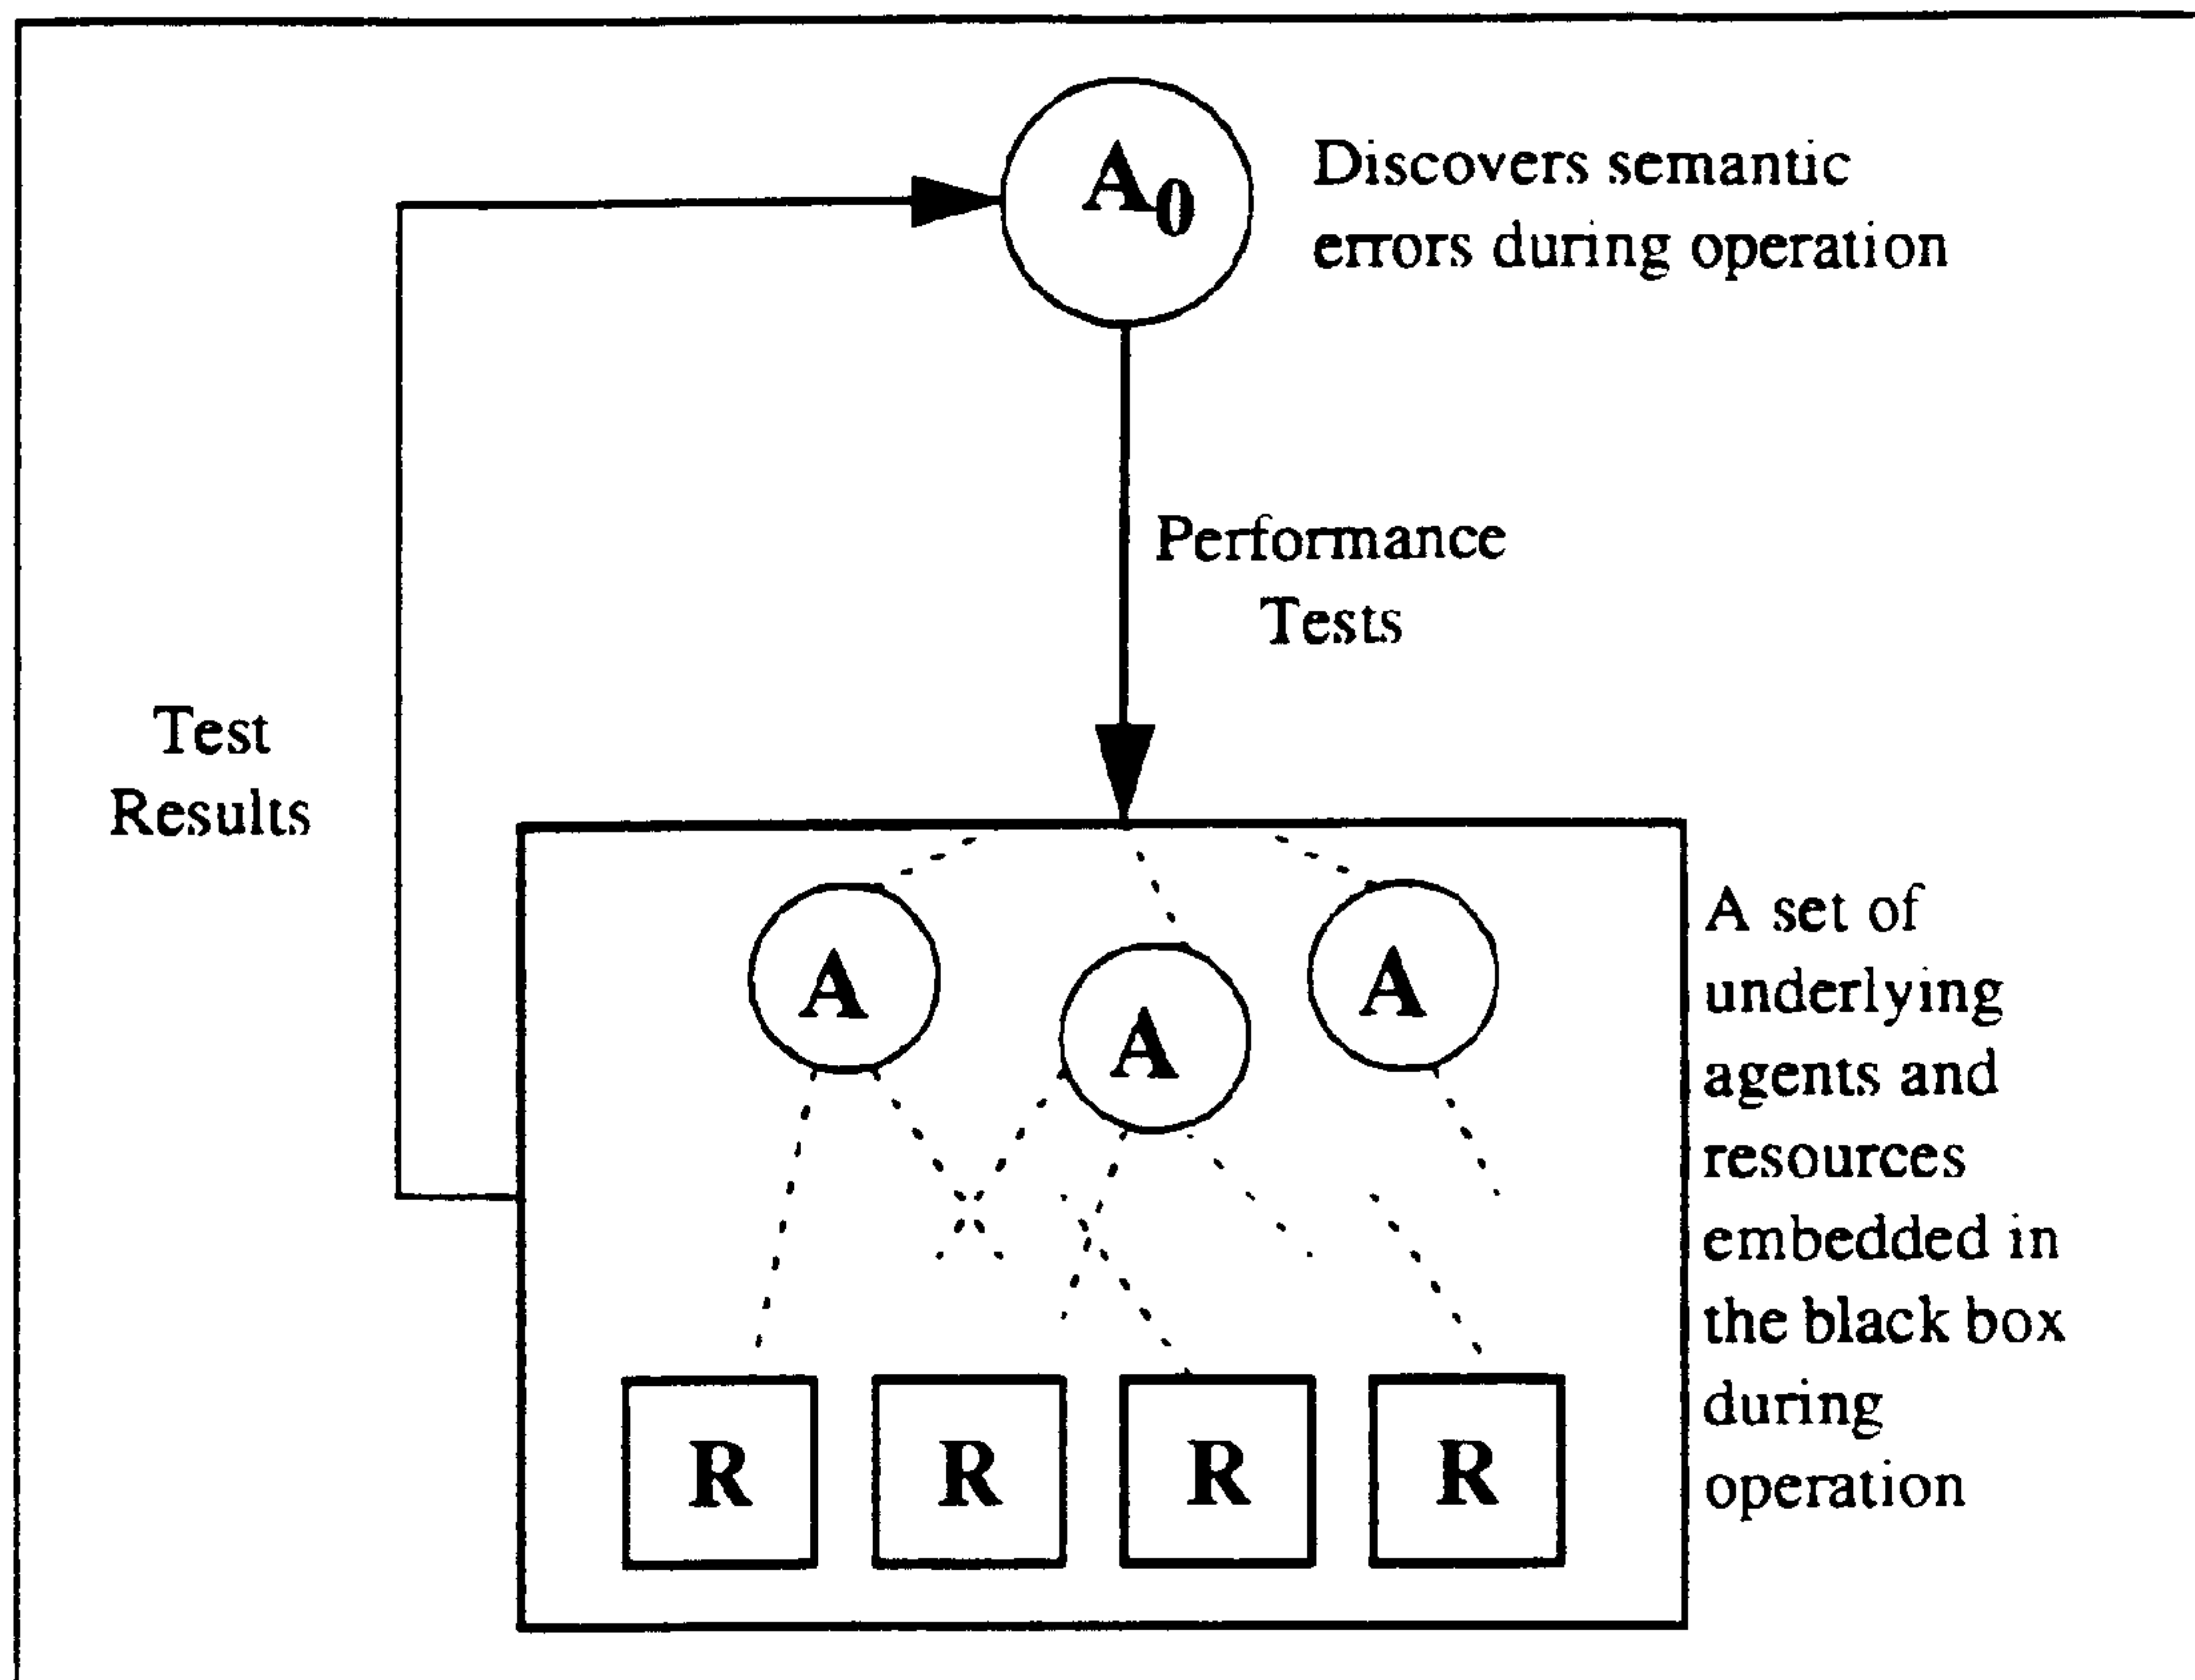 A0
Discovers semantic
errors during operation
Performance
Tests
Test
Results
A
A
A
A set of
underlying
agents and
resources
embedded in
the black box
during
operation
R
R
R
R